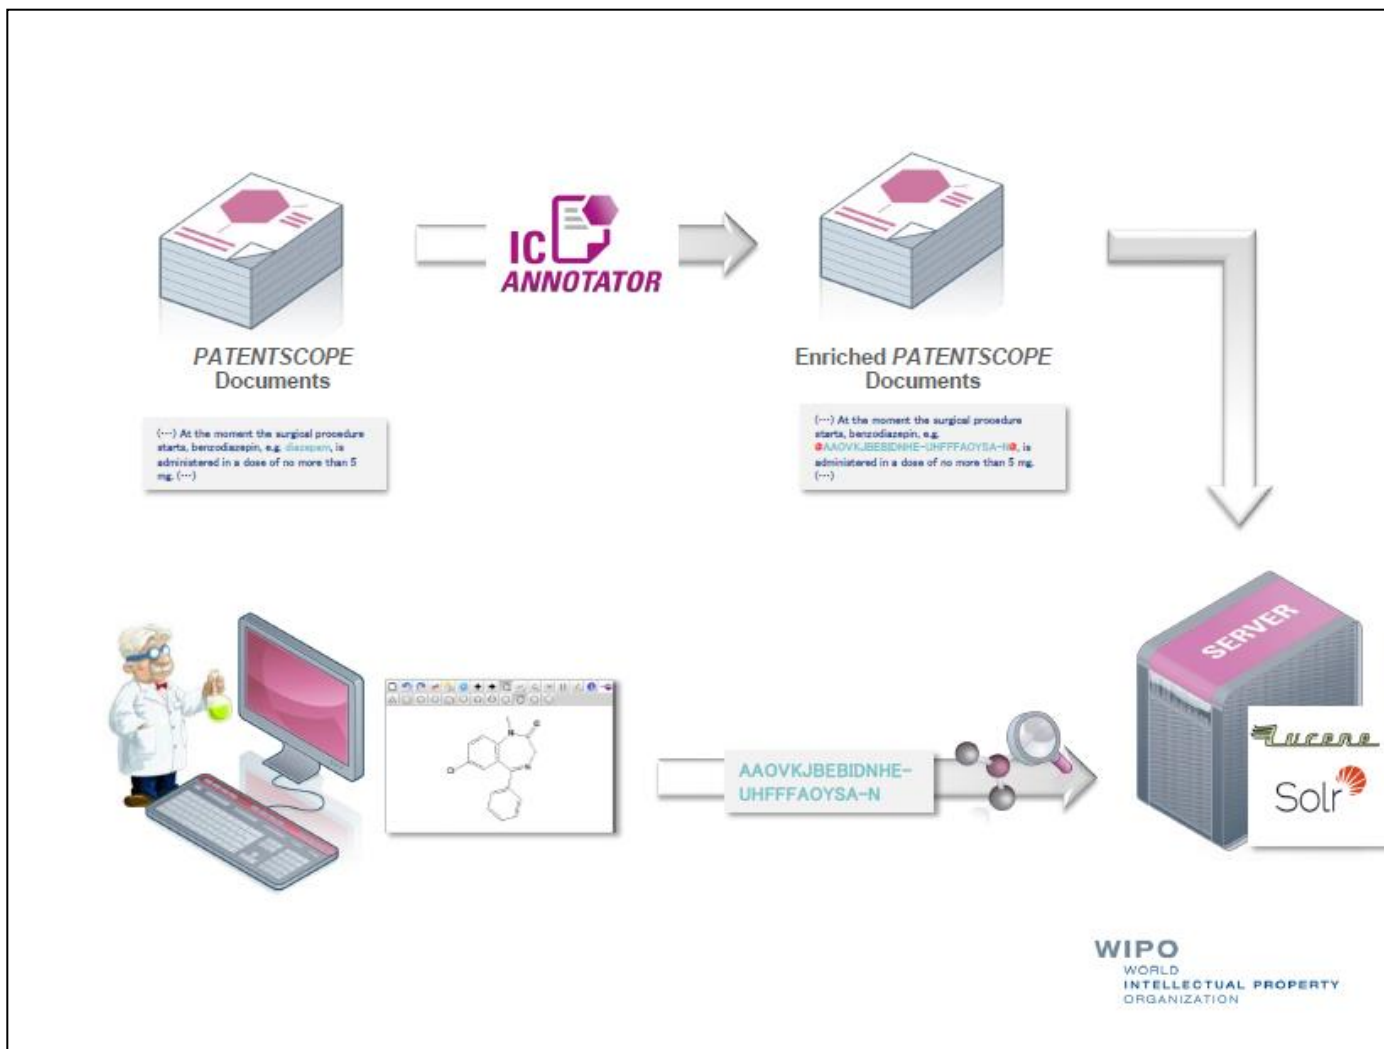 IC
ANNOTATOR
PATENTSCOPE
Documents
Enriched PATENTSCOPE
Documents
(···) At the moment the surgical procedure
starts, benzodiazepin, e.g. diazepam, is
administered in a dose of no more than 5
mg. (···)
(···) At the moment the surgical procedure
starts, benzodiazepin, e.g.
@AAOVKJBEBIDNHE-UHFFFAOYSA-N@, is
administered in a dose of no more than 5 mg.
(···)
SERVER
Lucene
Solr
N
Cl
N
AAOVKJBEBIDNHE-
UHFFFAOYSA-N
WIPO
WORLD
INTELLECTUAL PROPERTY
ORGANIZATION